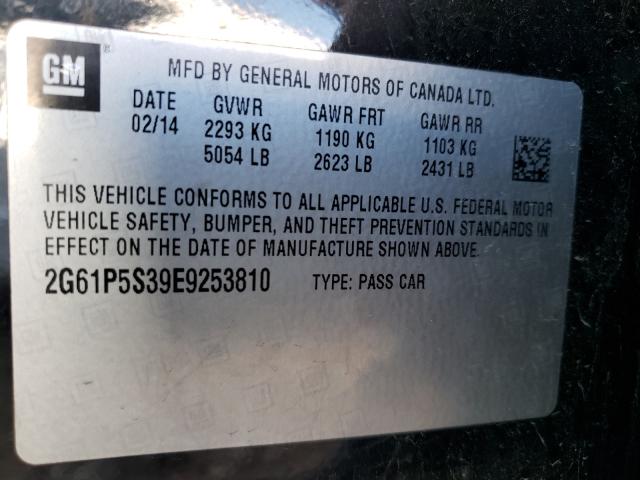 GM ®
MFD BY GENERAL MOTORS OF CANADA LTD.
DATE GVWR GAWR FRT GAWR RR
02/14 2293 KG 1190 KG 1103 KG
5054 LB 2623 LB 2431 LB
THIS VEHICLE CONFORMS TO ALL APPLICABLE U.S. FEDERAL MOTOR
VEHICLE SAFETY, BUMPER, AND THEFT PREVENTION STANDARDS IN
EFFECT ON THE DATE OF MANUFACTURE SHOWN ABOVE.
2G61P5S39E9253810 TYPE: PASS CAR